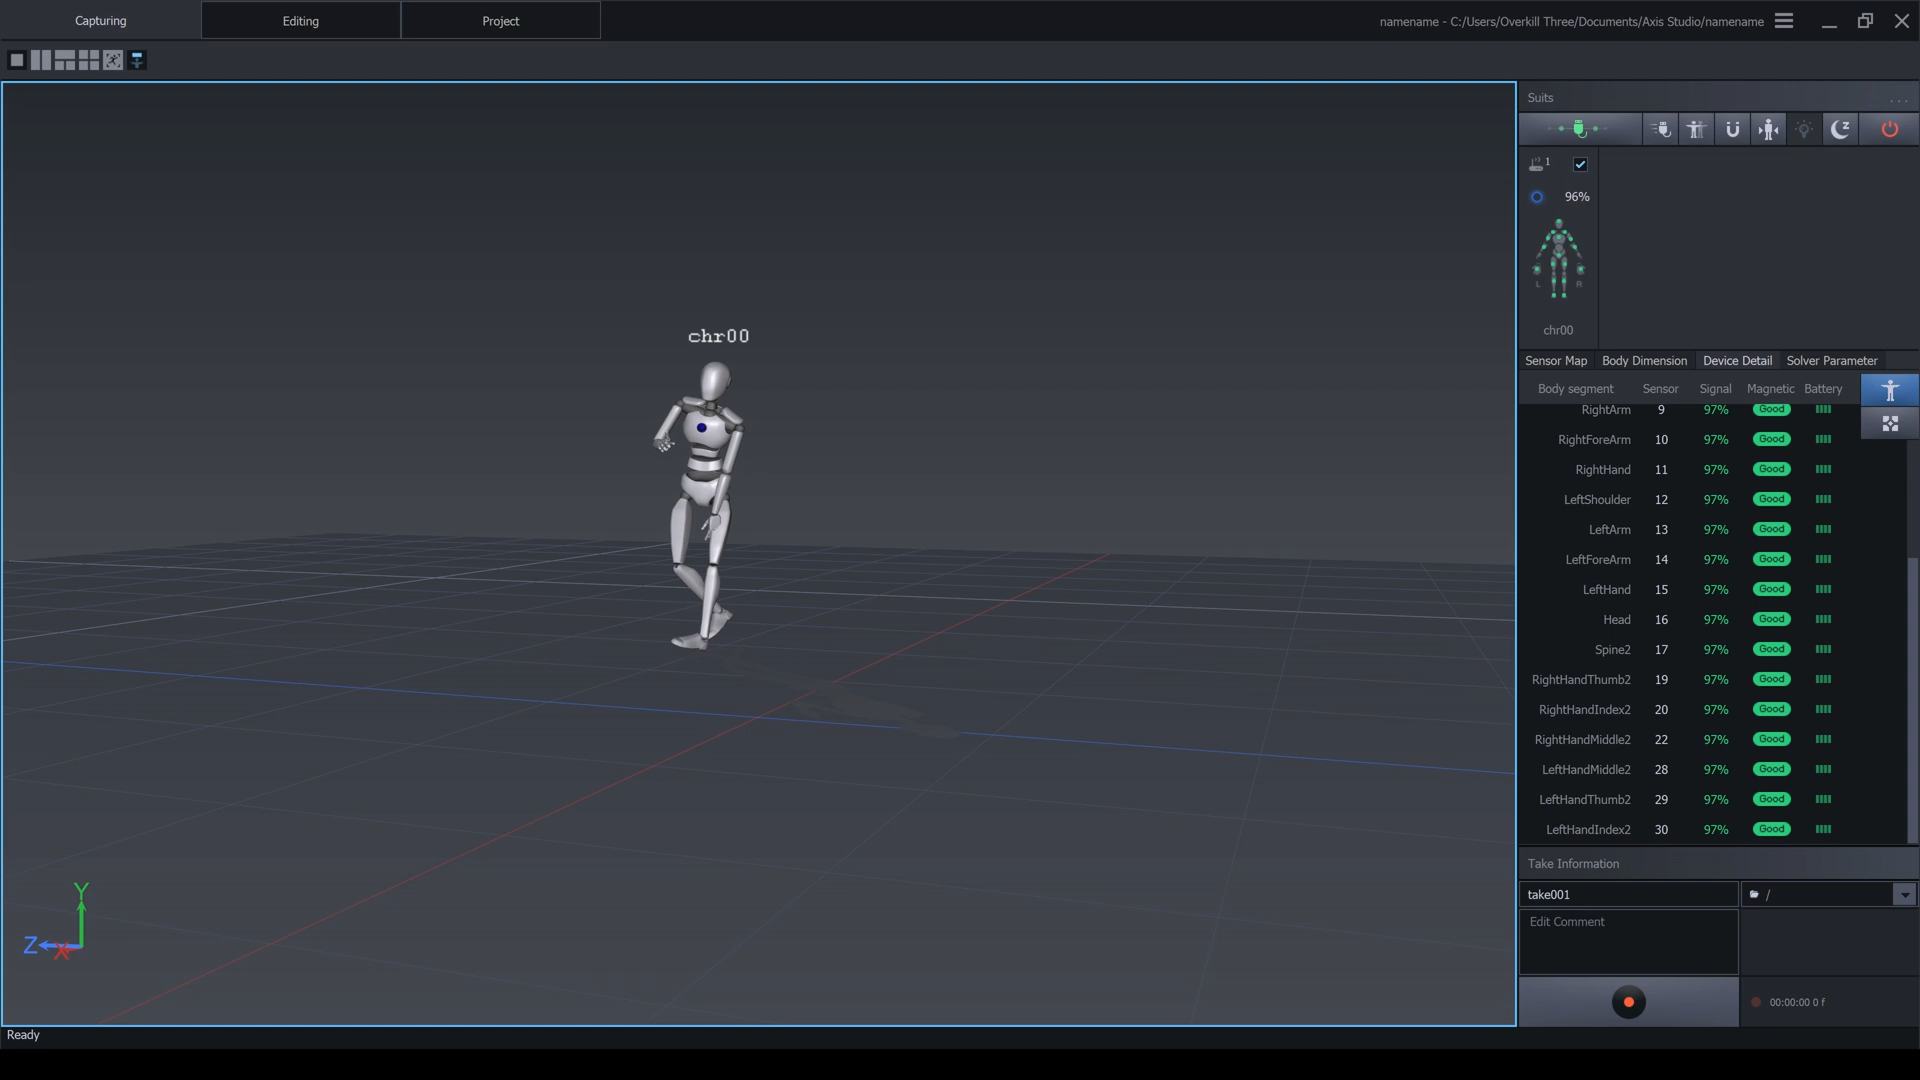 Capturing
Editing
Project
namename - C:/Users/Overkill Three/Documents/Axis Studio/namename
Suits
...
1
96%
L R
chr00
chr00
Sensor Map Body Dimension Device Detail Solver Parameter
Body segment Sensor Signal Magnetic Battery
RightArm 9 97% Good
RightForeArm 10 97% Good
RightHand 11 97% Good
LeftShoulder 12 97% Good
LeftArm 13 97% Good
LeftForeArm 14 97% Good
LeftHand 15 97% Good
Head 16 97% Good
Spine2 17 97% Good
RightHandThumb2 19 97% Good
RightHandIndex2 20 97% Good
RightHandMiddle2 22 97% Good
LeftHandMiddle2 28 97% Good
LeftHandThumb2 29 97% Good
LeftHandIndex2 30 97% Good
Take Information
take001
/
Edit Comment
00:00:00 0 f
Y
Z X
Ready